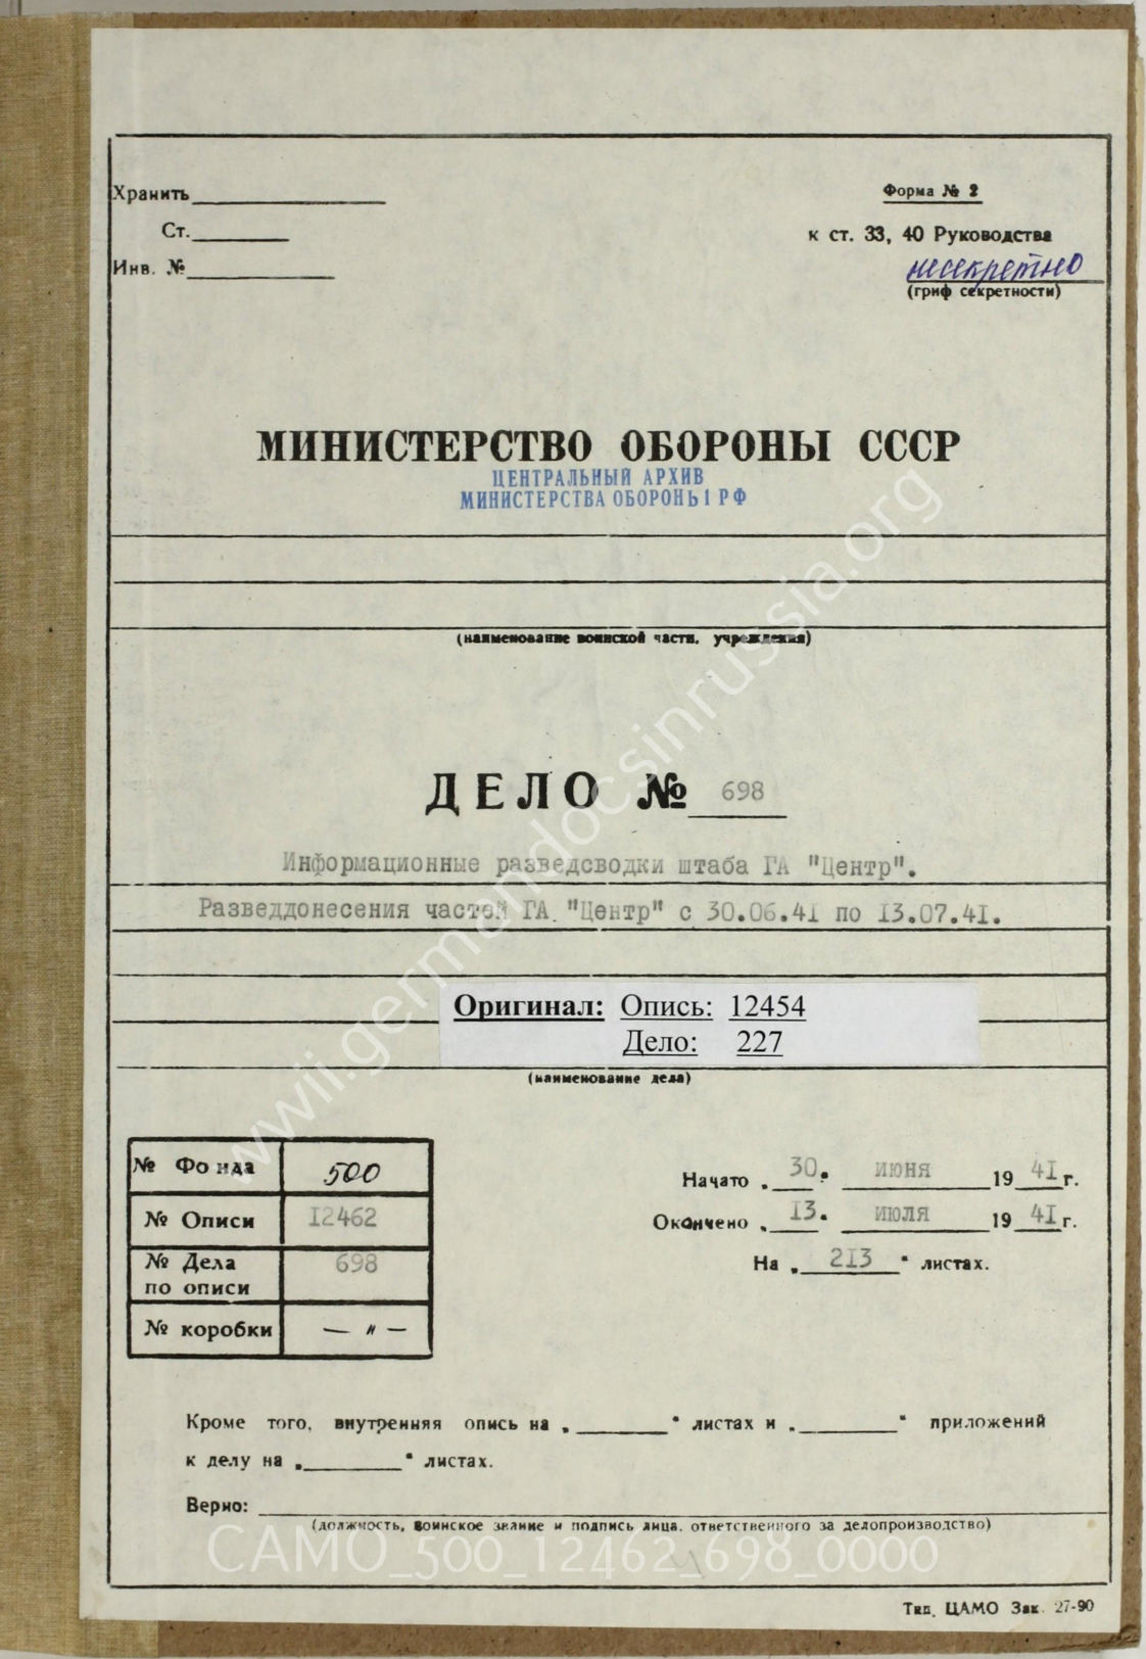 Хранить
Форма № 2
Ст.
к ст. 33, 40 Руководства
Инв. №
несекретно
(гриф секретности)
МИНИСТЕРСТВО ОБОРОНЫ СССР
ЦЕНТРАЛЬНЫЙ АРХИВ
МИНИСТЕРСТВА ОБОРОНЫ РФ
(наименование воинской части, учреждения)
ДЕЛО № 698
Информационные разведсводки штаба ГА "Центр".
Разведдонесения частей ГА "Центр" с 30.06.41 по 13.07.41.
Оригинал: Опись: 12454
Дело: 227
(наименование дела)
№ Фонда 500
№ Описи 12462
№ Дела по описи 698
№ коробки — " —
Начато „30." июня 1941 г.
Окончено „13." июля 1941 г.
На „213" листах.
Кроме того, внутренняя опись на „ " листах и „ " приложений
к делу на „ " листах.
Верно:
(должность, воинское звание и подпись лица, ответственного за делопроизводство)
CAMO_500_12462_698_0000
Тип. ЦАМО Зак. 27-90
wwii.germandocsinrussia.org